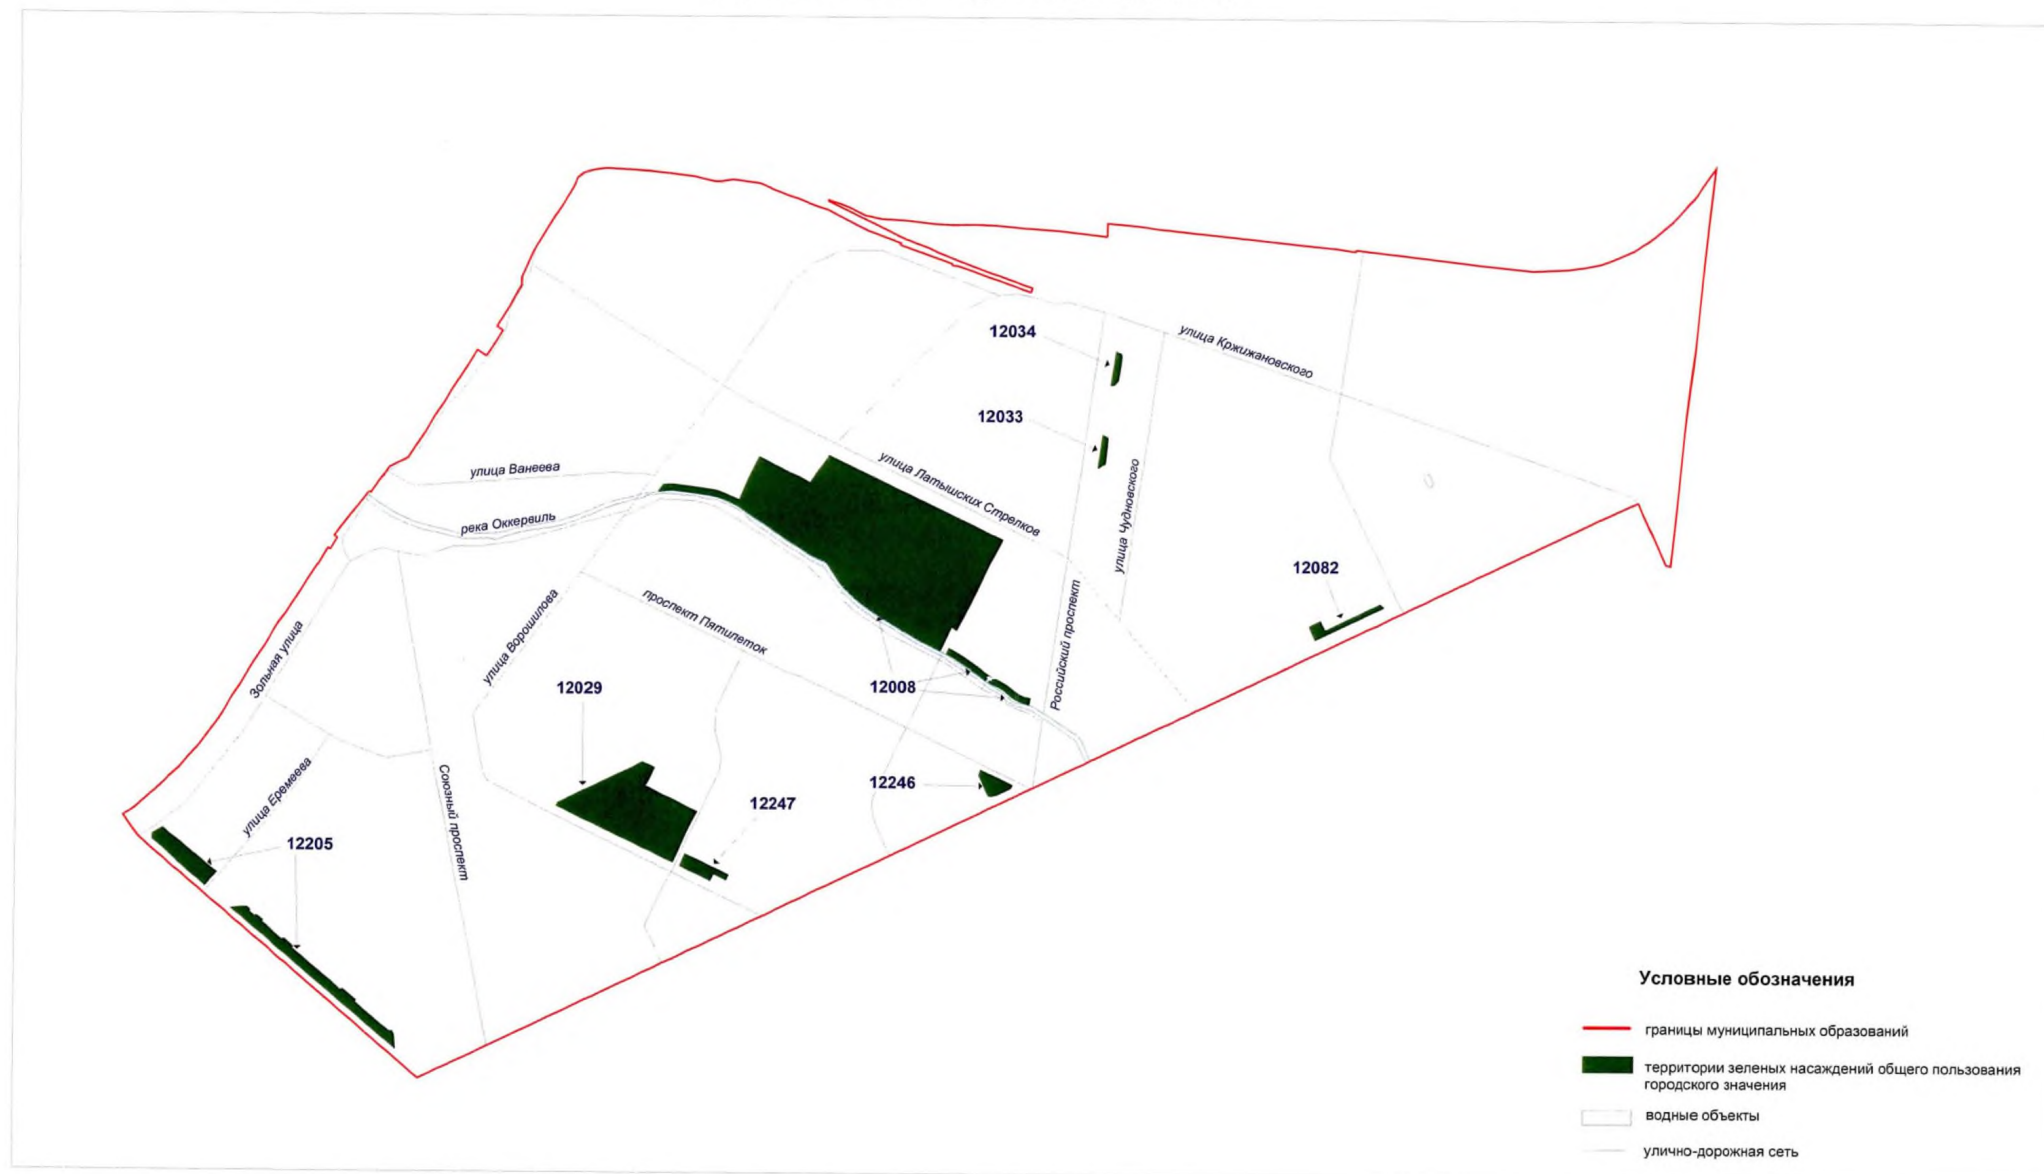 12034
улица Кржижановского
12033
улица Латышских Стрелков
улица Ванеева
река Оккервиль
улица Чудновского
12082
проспект Пятилеток
Российский проспект
улица Ворошилова
Зольная улица
12029
12008
12246
12247
Союзный проспект
улица Еремеева
12205
Условные обозначения
границы муниципальных образований
территории зеленых насаждений общего пользования
городского значения
водные объекты
улично-дорожная сеть